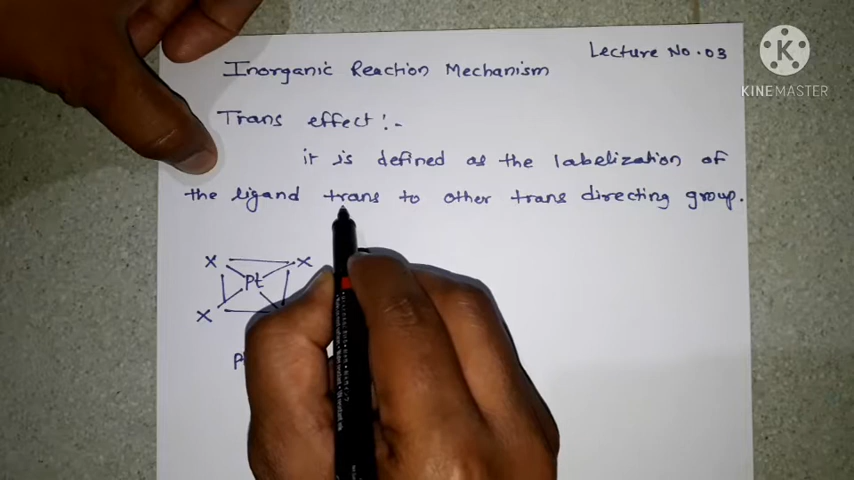 Lecture No. 03
KINEMASTER
Inorganic Reaction Mechanism
Trans effect:-
it is defined as the labelization of
the ligand trans to other trans directing group.
X X
Pt
X